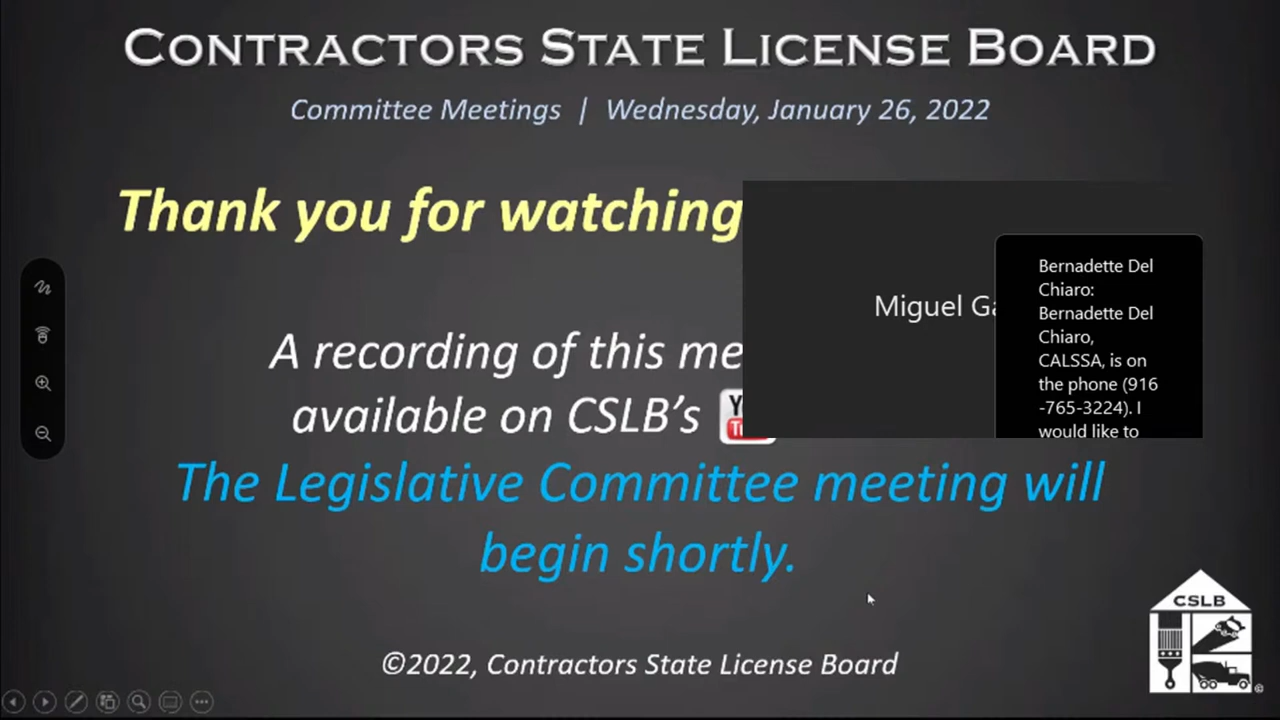 CONTRACTORS STATE LICENSE BOARD
Committee Meetings | Wednesday, January 26, 2022
Thank you for watching
Miguel
Bernadette Del
Chiaro:
Bernadette Del
Chiaro,
CALSSA, is on
the phone (916
-765-3224). I
would like to
A recording of this
available on CSLB’s
The Legislative Committee meeting will
begin shortly.
CSLB
©
©2022, Contractors State License Board